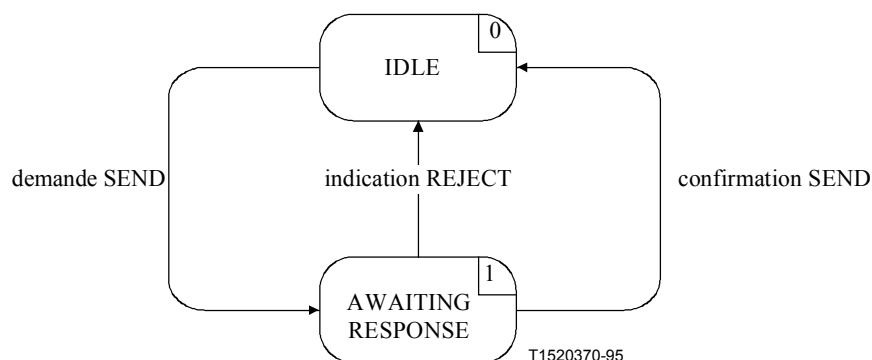 0
IDLE
demande SEND
indication REJECT
confirmation SEND
1
AWAITING
RESPONSE
T1520370-95